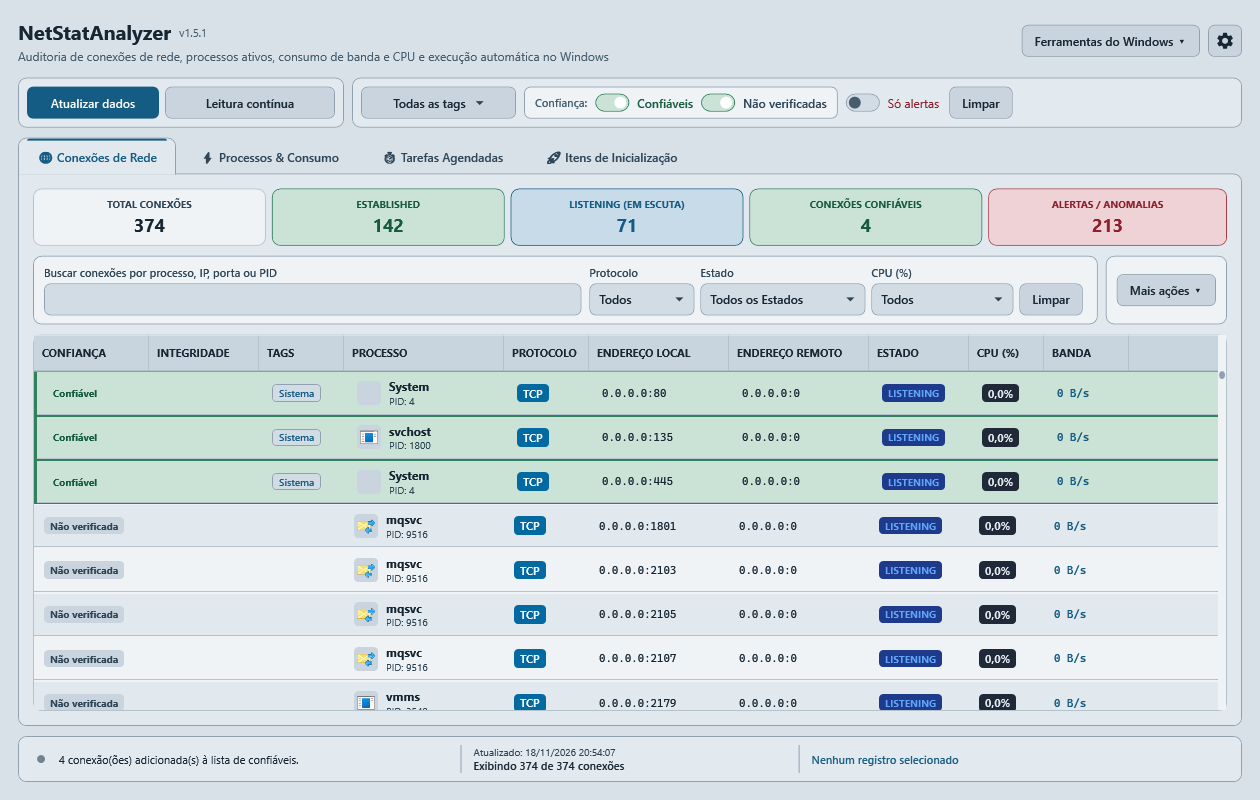 NetStatAnalyzer v1.5.1
Auditoria de conexões de rede, processos ativos, consumo de banda e CPU e execução automática no Windows
Ferramentas do Windows
Atualizar dados
Leitura contínua
Todas as tags
Confiança:
Confiáveis
Não verificadas
Só alertas
Limpar
Conexões de Rede
Processos & Consumo
Tarefas Agendadas
Itens de Inicialização
TOTAL CONEXÕES
374
ESTABLISHED
142
LISTENING (EM ESCUTA)
71
CONEXÕES CONFIÁVEIS
4
ALERTAS / ANOMALIAS
213
Buscar conexões por processo, IP, porta ou PID
Protocolo
Todos
Estado
Todos os Estados
CPU (%)
Todos
Limpar
Mais ações
CONFIANÇA INTEGRIDADE TAGS PROCESSO PROTOCOLO ENDEREÇO LOCAL ENDEREÇO REMOTO ESTADO CPU (%) BANDA
Confiável Sistema System TCP 0.0.0.0:80 0.0.0.0:0 LISTENING 0,0% 0 B/s
PID: 4
Confiável Sistema svchost TCP 0.0.0.0:135 0.0.0.0:0 LISTENING 0,0% 0 B/s
PID: 1800
Confiável Sistema System TCP 0.0.0.0:445 0.0.0.0:0 LISTENING 0,0% 0 B/s
PID: 4
Não verificada mqsvc TCP 0.0.0.0:1801 0.0.0.0:0 LISTENING 0,0% 0 B/s
PID: 9516
Não verificada mqsvc TCP 0.0.0.0:2103 0.0.0.0:0 LISTENING 0,0% 0 B/s
PID: 9516
Não verificada mqsvc TCP 0.0.0.0:2105 0.0.0.0:0 LISTENING 0,0% 0 B/s
PID: 9516
Não verificada mqsvc TCP 0.0.0.0:2107 0.0.0.0:0 LISTENING 0,0% 0 B/s
PID: 9516
Não verificada vmms TCP 0.0.0.0:2179 0.0.0.0:0 LISTENING 0,0% 0 B/s
4 conexão(ões) adicionada(s) à lista de confiáveis.
Atualizado: 18/11/2026 20:54:07
Exibindo 374 de 374 conexões
Nenhum registro selecionado